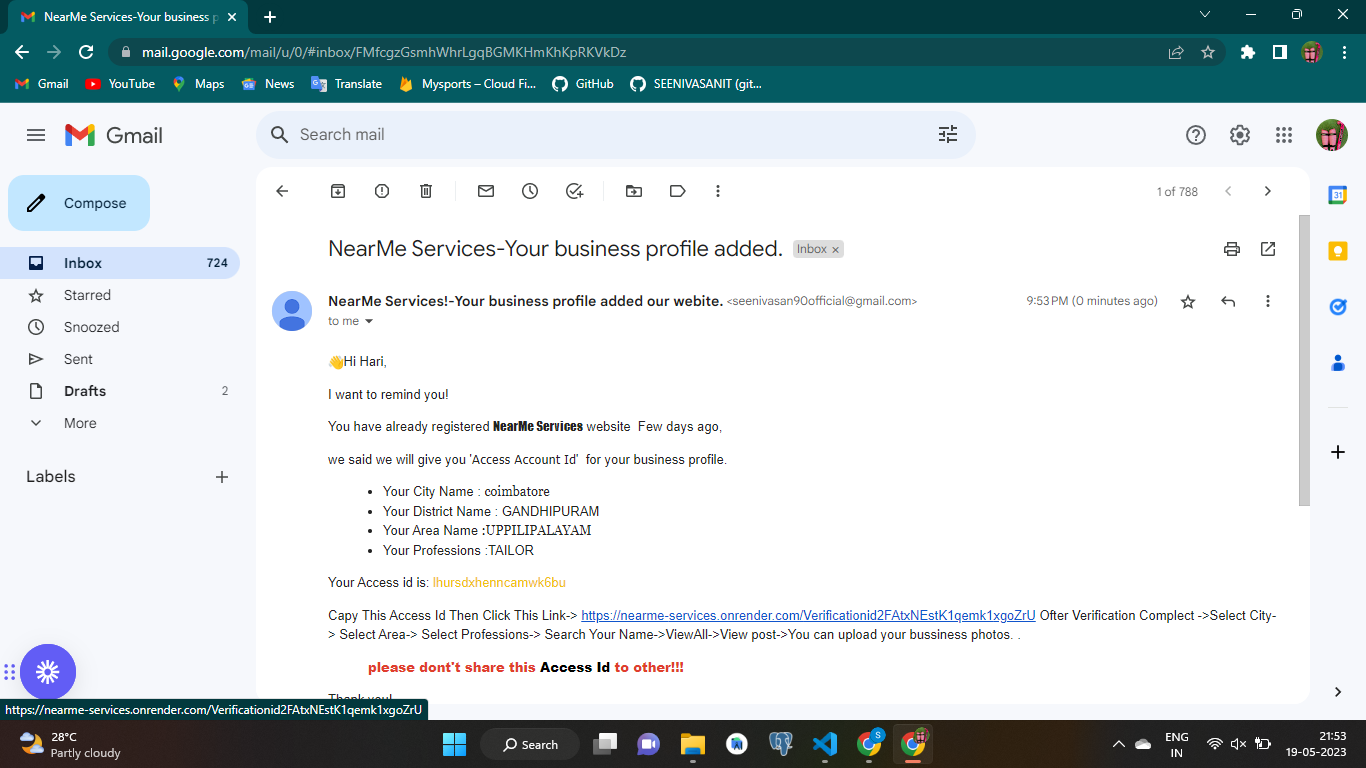 NearMe Services-Your business p
mail.google.com/mail/u/0/#inbox/FMfcgzGsmhWhrLgqBGMKHmKhKpRKVkDz
Gmail YouTube Maps News Translate Mysports – Cloud Fi... GitHub SEENIVASANIT (git...
Gmail
Search mail
Compose
1 of 788
Inbox 724
Starred
Snoozed
Sent
Drafts 2
More
Labels
NearMe Services-Your business profile added. Inbox x
NearMe Services!-Your business profile added our webite. <seenivasan90official@gmail.com> 9:53 PM (0 minutes ago)
to me
👋Hi Hari,
I want to remind you!
You have already registered NearMe Services website Few days ago,
we said we will give you 'Access Account Id' for your business profile.
• Your City Name : coimbatore
• Your District Name : GANDHIPURAM
• Your Area Name :UPPILIPALAYAM
• Your Professions :TAILOR
Your Access id is: lhursdxhenncamwk6bu
Capy This Access Id Then Click This Link-> https://nearme-services.onrender.com/Verificationid2FAtxNEstK1qemk1xgoZrU Ofter Verification Complect ->Select City-
> Select Area-> Select Professions-> Search Your Name->ViewAll->View post->You can upload your bussiness photos. .
please dont't share this Access Id to other!!!
Thank you!
https://nearme-services.onrender.com/Verificationid2FAtxNEstK1qemk1xgoZrU
28°C
Partly cloudy
Search
ENG
IN
21:53
19-05-2023